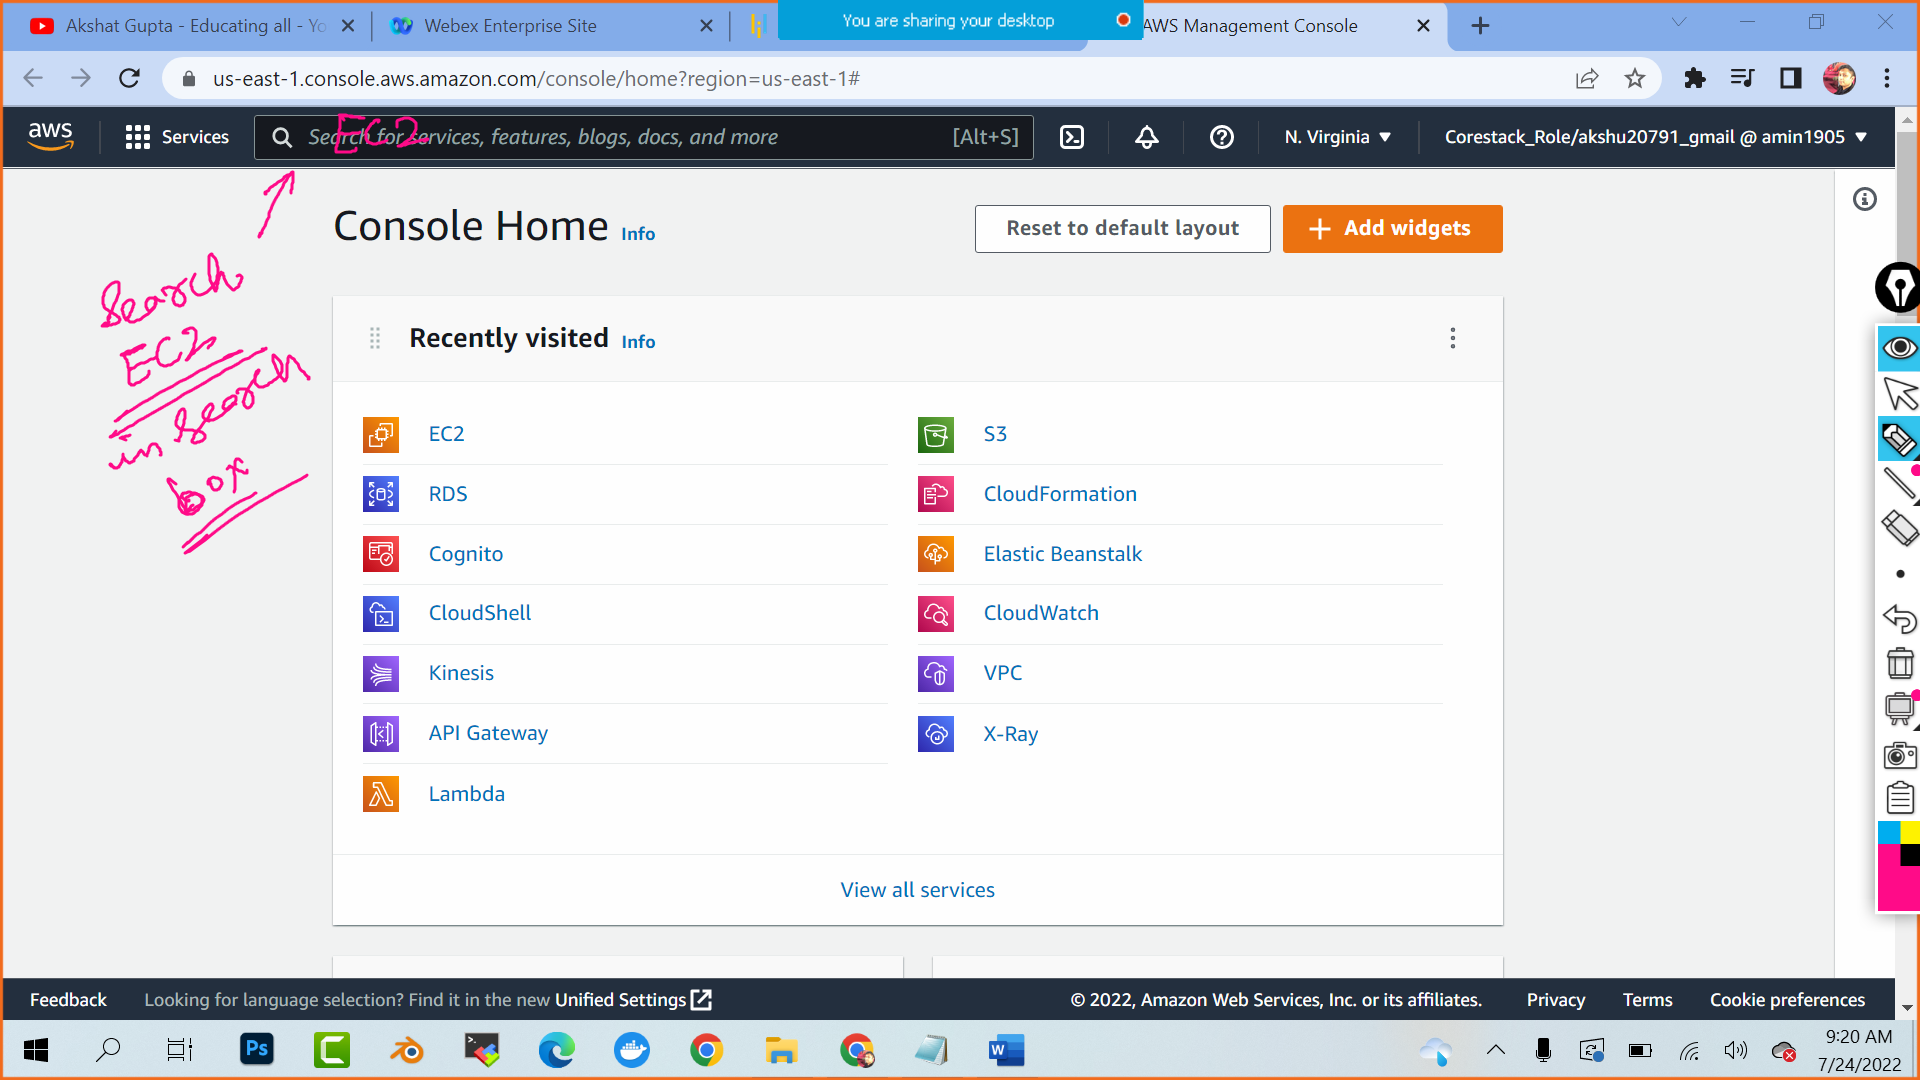 Akshat Gupta - Educating all - Yo
Webex Enterprise Site
You are sharing your desktop
AWS Management Console
us-east-1.console.aws.amazon.com/console/home?region=us-east-1#
aws
Services
Search for services, features, blogs, docs, and more
[Alt+S]
EC2
N. Virginia
Corestack_Role/akshu20791_gmail @ amin1905
Console Home Info
Reset to default layout
Add widgets
Search
EC2
in search
box
Recently visited Info
EC2
S3
RDS
CloudFormation
Cognito
Elastic Beanstalk
CloudShell
CloudWatch
Kinesis
VPC
API Gateway
X-Ray
Lambda
View all services
Feedback
Looking for language selection? Find it in the new Unified Settings
© 2022, Amazon Web Services, Inc. or its affiliates.
Privacy
Terms
Cookie preferences
Ps
C
W
9:20 AM
7/24/2022